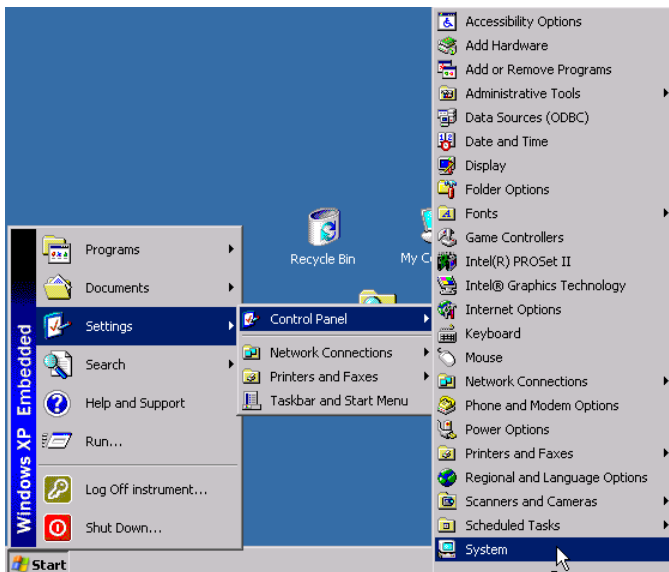 Accessibility Options
Add Hardware
Add or Remove Programs
Administrative Tools
Data Sources (ODBC)
Date and Time
Display
Folder Options
Fonts
Game Controllers
Intel(R) PROSet II
Intel® Graphics Technology
Internet Options
Keyboard
Mouse
Network Connections
Phone and Modem Options
Power Options
Printers and Faxes
Regional and Language Options
Scanners and Cameras
Scheduled Tasks
System
Recycle Bin
My C
Control Panel
Network Connections
Printers and Faxes
Taskbar and Start Menu
Programs
Documents
Settings
Search
Help and Support
Run...
Log Off instrument...
Shut Down...
Windows XP Embedded
Start